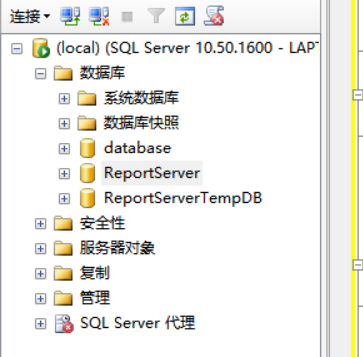 连接
(local) (SQL Server 10.50.1600 - LAP
数据库
系统数据库
数据库快照
database
ReportServer
ReportServerTempDB
安全性
服务器对象
复制
管理
SQL Server 代理